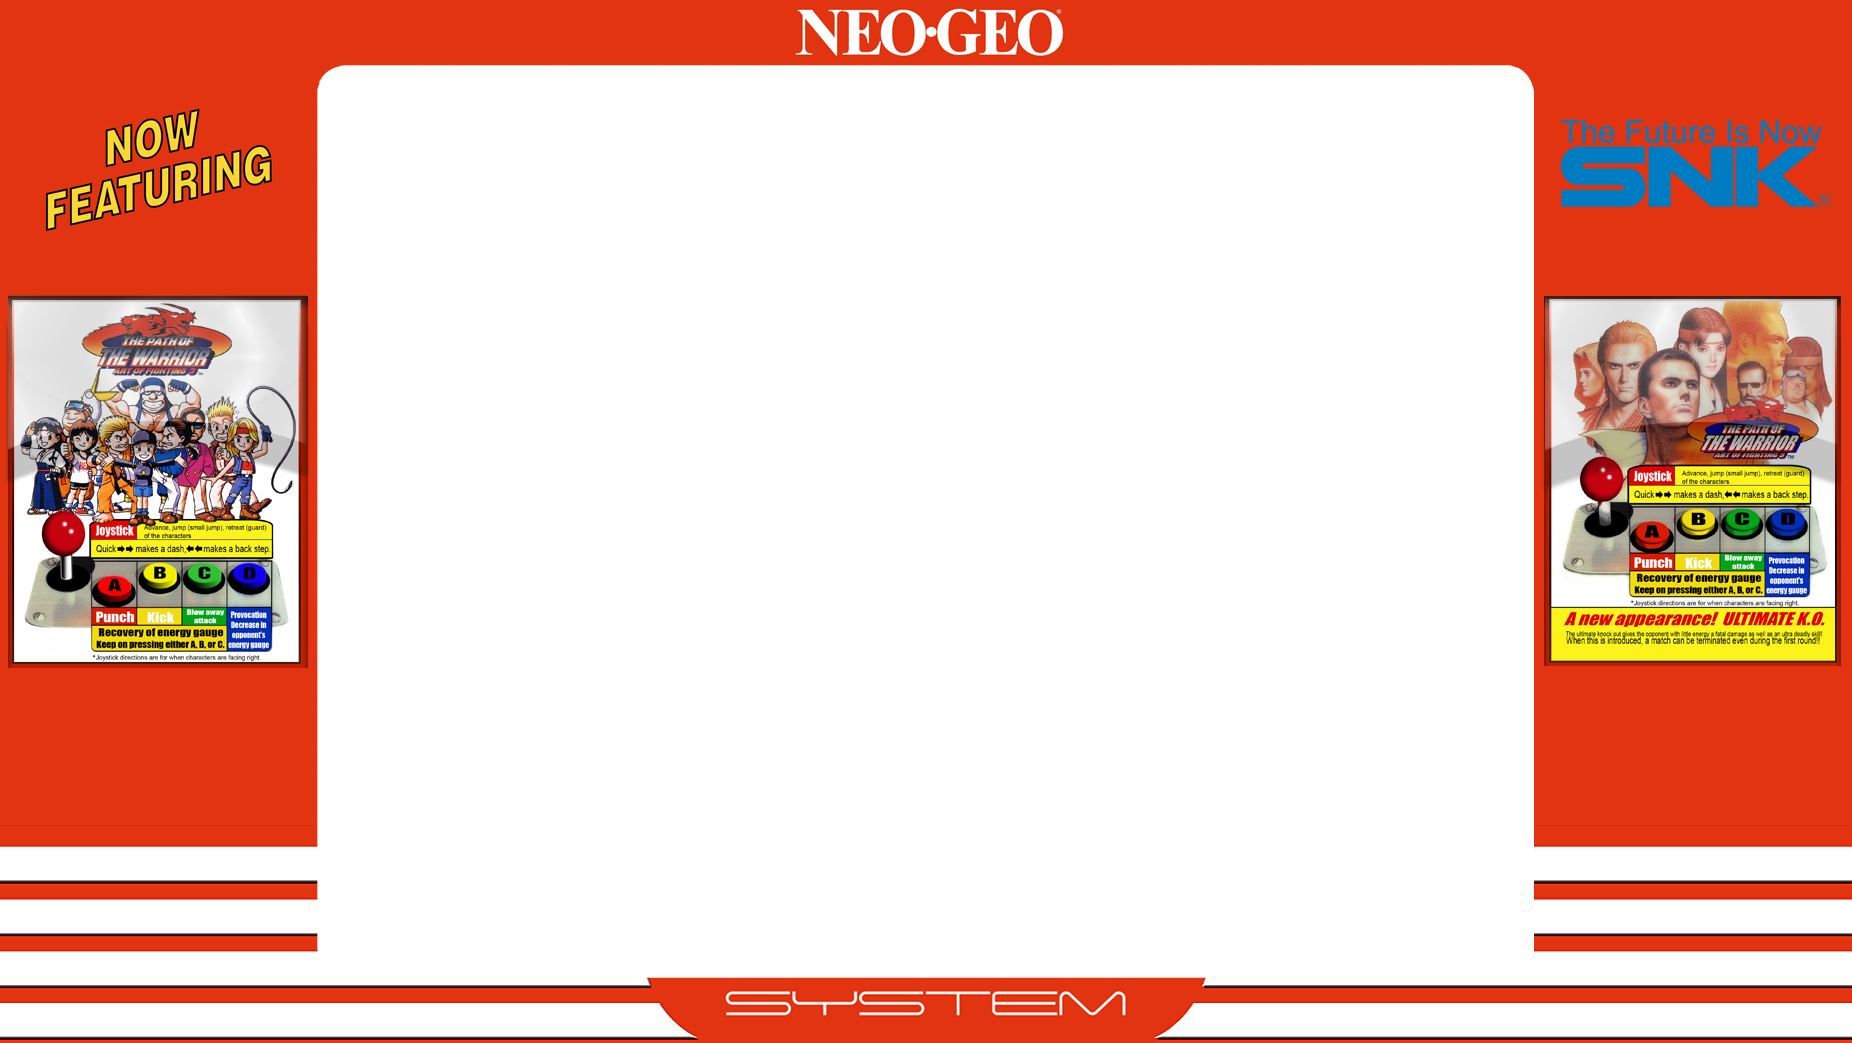 NEO•GEO®
NOW
FEATURING
The Future Is Now
SNK®
THE PATH OF
THE WARRIOR
ART OF FIGHTING 3™
Joystick
Advance, jump (small jump), retreat (guard)
of the characters
Quick ➡➡ makes a dash, ⬅⬅ makes a back step.
A
B
C
D
Punch
Kick
Blow away
attack
Provocation
Decrease in
opponent's
energy gauge
Recovery of energy gauge
Keep on pressing either A, B, or C.
*Joystick directions are for when characters are facing right.
THE PATH OF
THE WARRIOR
ART OF FIGHTING 3™
Joystick
Advance, jump (small jump), retreat (guard)
of the characters
Quick ➡➡ makes a dash, ⬅⬅ makes a back step.
A
B
C
D
Punch
Kick
Blow away
attack
Provocation
Decrease in
opponent's
energy gauge
Recovery of energy gauge
Keep on pressing either A, B, or C.
*Joystick directions are for when characters are facing right.
A new appearance! ULTIMATE K.O.
The ultimate knock out gives the opponent with little energy a fatal damage as well as an ultra deadly skill!
When this is introduced, a match can be terminated even during the first round!!
SYSTEM